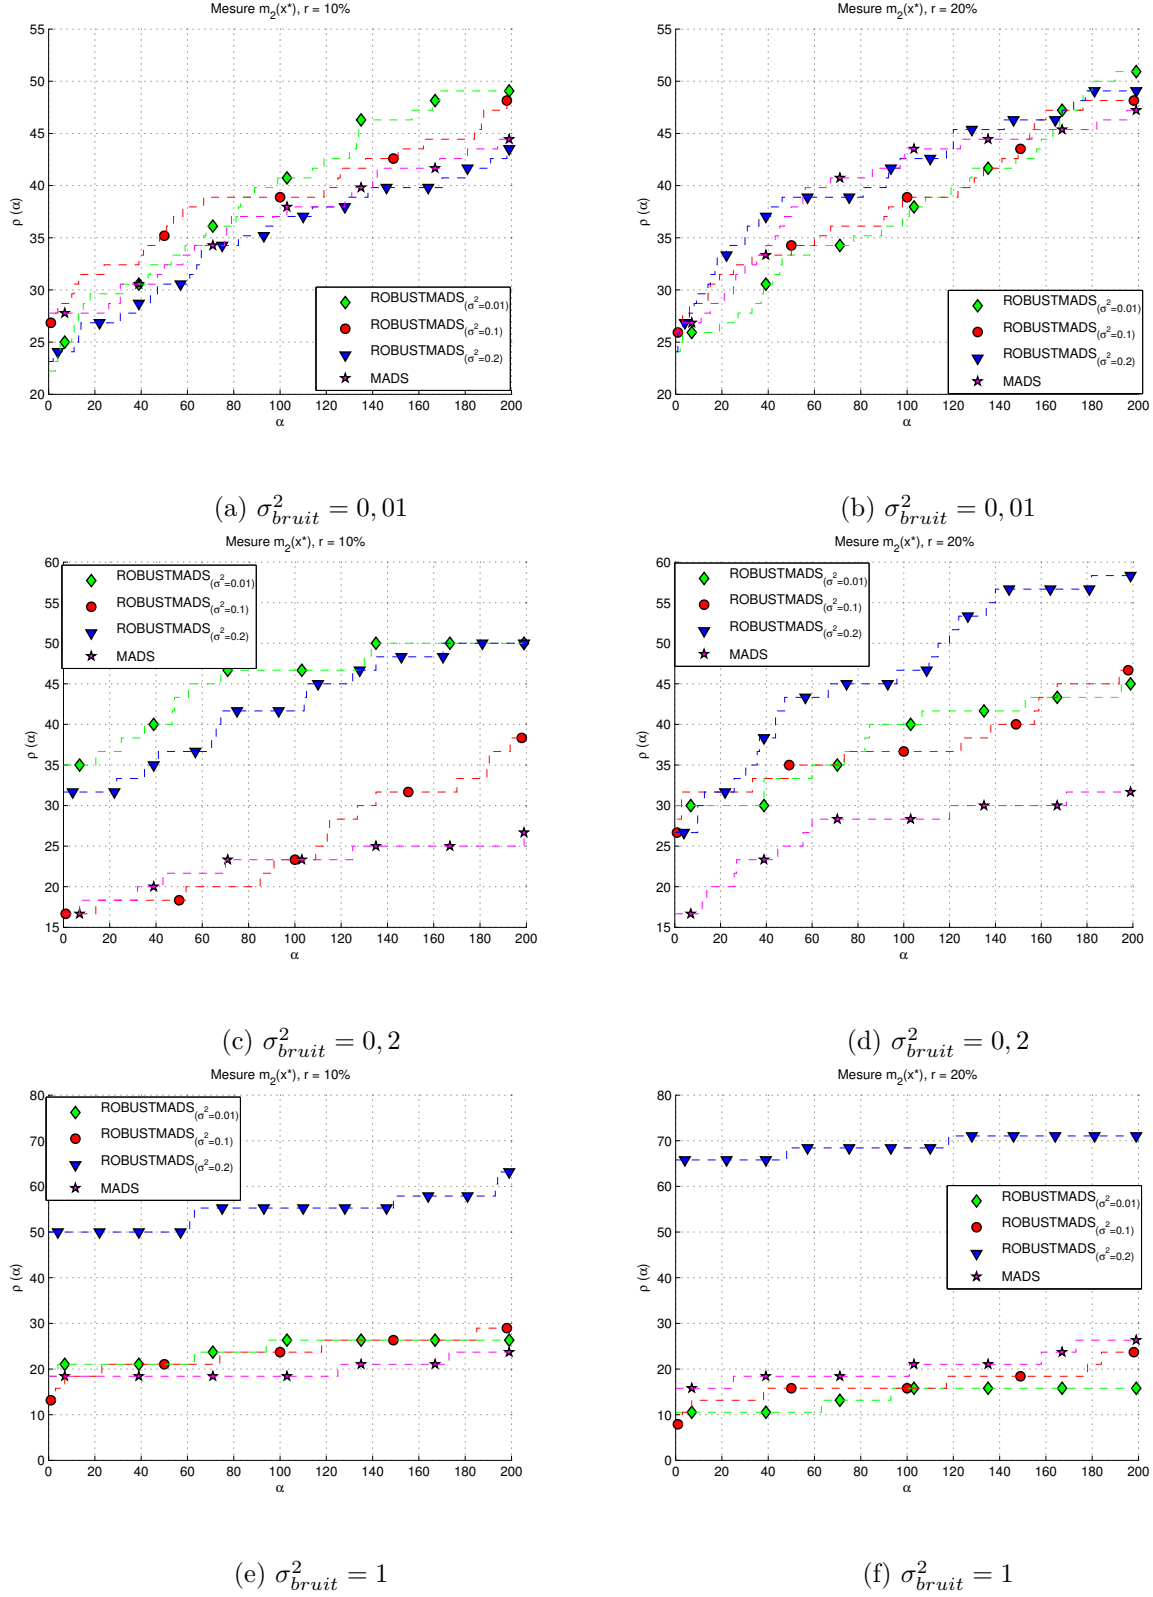 Mesure m₂(x*), r = 10%
55
50
45
40
35
30
25
20
ρ (α)
0 20 40 60 80 100 120 140 160 180 200
α
ROBUSTMADS(σ²=0.01)
ROBUSTMADS(σ²=0.1)
ROBUSTMADS(σ²=0.2)
MADS
(a) σ²bruit = 0, 01
Mesure m₂(x*), r = 20%
55
50
45
40
35
30
25
20
ρ (α)
0 20 40 60 80 100 120 140 160 180 200
α
ROBUSTMADS(σ²=0.01)
ROBUSTMADS(σ²=0.1)
ROBUSTMADS(σ²=0.2)
MADS
(b) σ²bruit = 0, 01
Mesure m₂(x*), r = 10%
60
50
45
40
35
30
25
20
15
ρ (α)
0 20 40 60 80 100 120 140 160 180 200
α
ROBUSTMADS(σ²=0.01)
ROBUSTMADS(σ²=0.1)
ROBUSTMADS(σ²=0.2)
MADS
(c) σ²bruit = 0, 2
Mesure m₂(x*), r = 20%
60
55
50
45
40
35
30
25
20
15
ρ (α)
0 20 40 60 80 100 120 140 160 180 200
α
ROBUSTMADS(σ²=0.01)
ROBUSTMADS(σ²=0.1)
ROBUSTMADS(σ²=0.2)
MADS
(d) σ²bruit = 0, 2
Mesure m₂(x*), r = 10%
80
70
60
50
40
30
20
10
0
ρ (α)
0 20 40 60 80 100 120 140 160 180 200
α
ROBUSTMADS(σ²=0.01)
ROBUSTMADS(σ²=0.1)
ROBUSTMADS(σ²=0.2)
MADS
(e) σ²bruit = 1
Mesure m₂(x*), r = 20%
80
70
60
50
40
30
20
10
0
ρ (α)
0 20 40 60 80 100 120 140 160 180 200
α
ROBUSTMADS(σ²=0.01)
ROBUSTMADS(σ²=0.1)
ROBUSTMADS(σ²=0.2)
MADS
(f) σ²bruit = 1